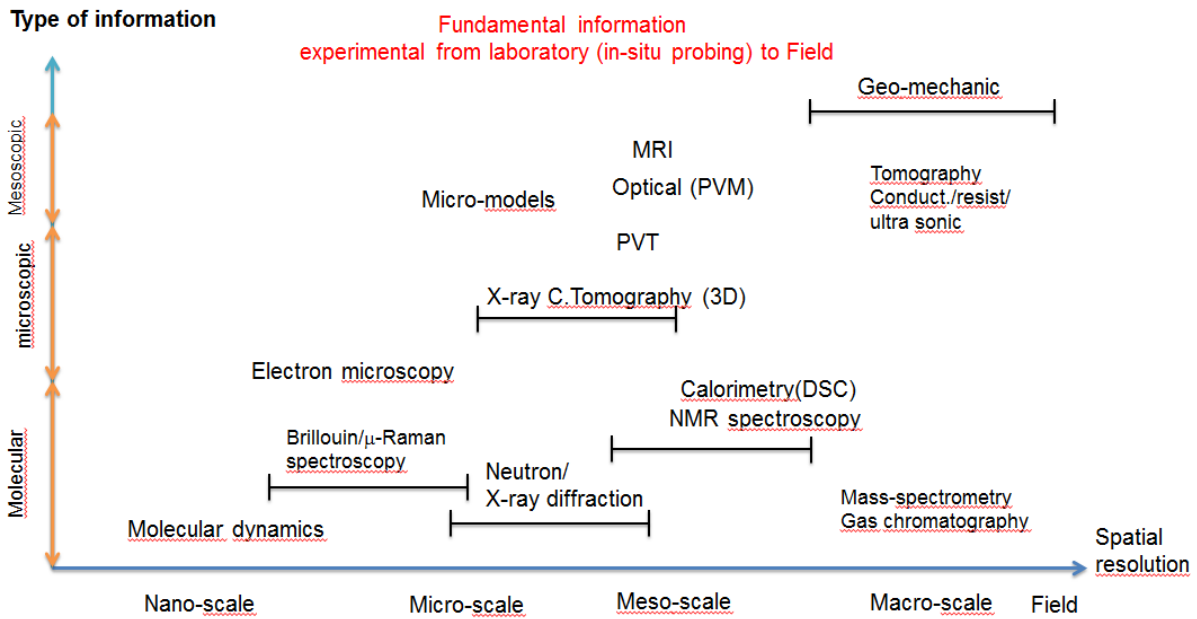 Type of information
Fundamental information
experimental from laboratory (in-situ probing) to Field
Geo-mechanic
Mesoscopic
MRI
Optical (PVM)
Micro-models
Tomography
Conduct./resist/
ultra sonic
PVT
microscopic
X-ray C.Tomography (3D)
Electron microscopy
Calorimetry(DSC)
NMR spectroscopy
Molecular
Brillouin/μ-Raman
spectroscopy
Neutron/
X-ray diffraction
Mass-spectrometry
Gas chromatography
Molecular dynamics
Spatial
resolution
Nano-scale
Micro-scale
Meso-scale
Macro-scale
Field